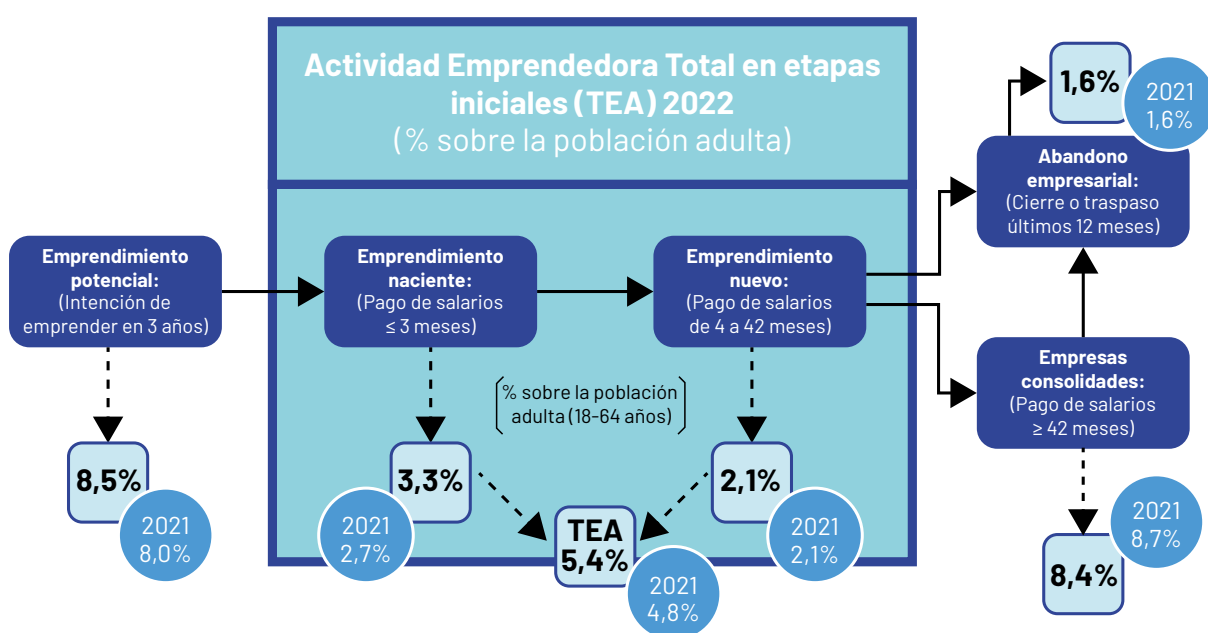 Actividad Emprendedora Total en etapas
iniciales (TEA) 2022
(% sobre la población adulta)
Emprendimiento
potencial:
(Intención de
emprender en 3 años)
8,5%
2021
8,0%
Emprendimiento
naciente:
(Pago de salarios
≤ 3 meses)
3,3%
2021
2,7%
(% sobre la población
adulta (18-64 años))
TEA
5,4%
2021
4,8%
Emprendimiento
nuevo:
(Pago de salarios
de 4 a 42 meses)
2,1%
2021
2,1%
1,6%
2021
1,6%
Abandono
empresarial:
(Cierre o traspaso
últimos 12 meses)
Empresas
consolidades:
(Pago de salarios
≥ 42 meses)
2021
8,7%
8,4%